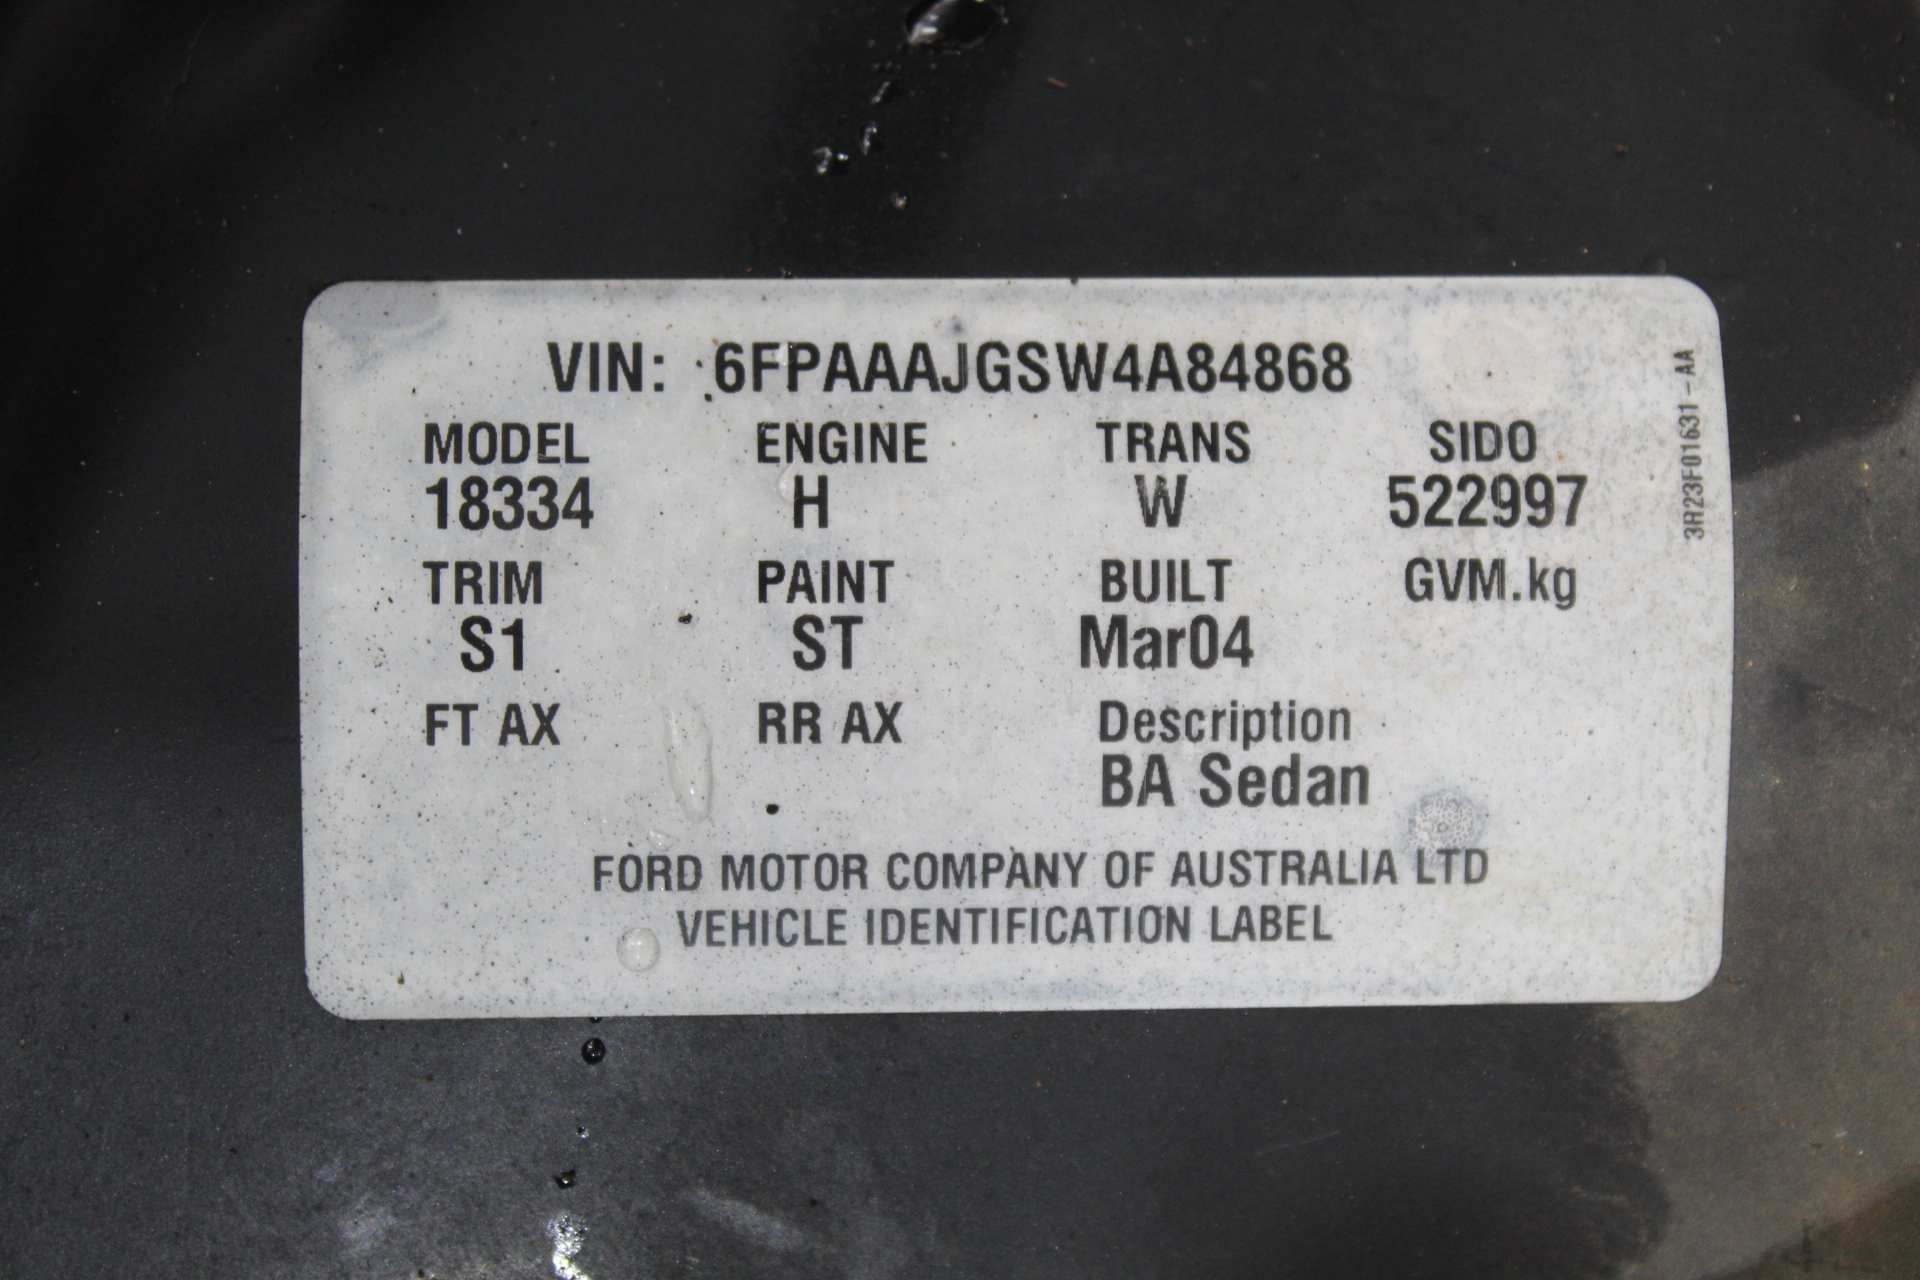 VIN: 6FPAAAJGSW4A84868
MODEL ENGINE TRANS SIDO
18334 H W 522997
TRIM PAINT BUILT GVM.kg
S1 ST Mar04
FT AX RR AX Description
BA Sedan
FORD MOTOR COMPANY OF AUSTRALIA LTD
VEHICLE IDENTIFICATION LABEL
3R23F01631-AA